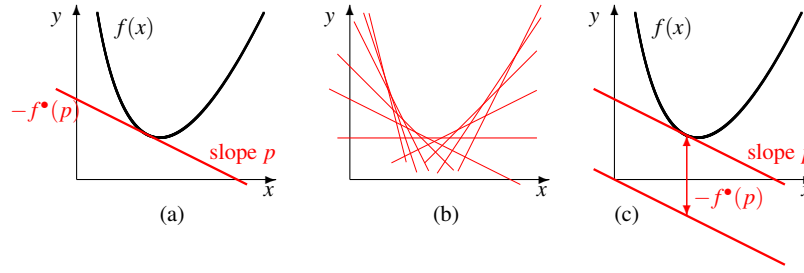 y
f(x)
−f•(p)
slope p
x
(a)
y
x
(b)
y
f(x)
slope p
x
−f•(p)
(c)